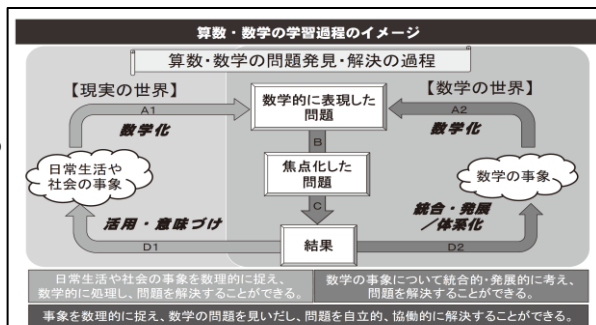 算数・数学の学習過程のイメージ
算数・数学の問題発見・解決の過程
【現実の世界】
【数学の世界】
A1
数学的に表現した
問題
A2
数学化
数学化
B
日常生活や
社会の事象
焦点化した
問題
数学の事象
C
活用・意味づけ
統合・発展
/体系化
結果
D1
D2
日常生活や社会の事象を数理的に捉え、
数学的に処理し、問題を解決することができる。
数学の事象について統合的・発展的に考え、
問題を解決することができる。
事象を数理的に捉え、数学の問題を見いだし、問題を自立的、協働的に解決することができる。